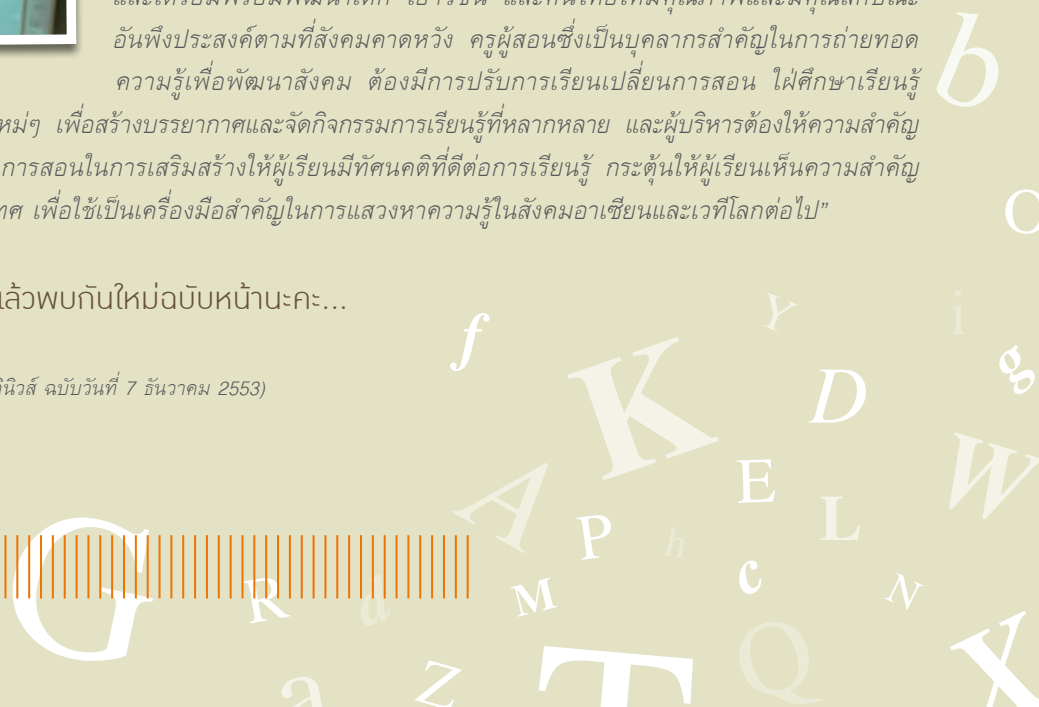 อันพึงประสงค์ตามที่สังคมคาดหวัง ครูผู้สอนซึ่งเป็นบุคลากรสำคัญในการถ่ายทอด
ความรู้เพื่อพัฒนาสังคม ต้องมีการปรับการเรียนเปลี่ยนการสอน ใฝ่ศึกษาเรียนรู้
เพื่อสร้างบรรยากาศและจัดกิจกรรมการเรียนรู้ที่หลากหลาย และผู้บริหารต้องให้ความสำคัญ
การสอนในการเสริมสร้างให้ผู้เรียนมีทัศนคติที่ดีต่อการเรียนรู้ กระตุ้นให้ผู้เรียนเห็นความสำคัญ
เพื่อใช้เป็นเครื่องมือสำคัญในการแสวงหาความรู้ในสังคมอาเซียนและเวทีโลกต่อไป”
แล้วพบกันใหม่ฉบับหน้านะคะ...
ฉบับวันที่ 7 ธันวาคม 2553)
b
O
f
Y
i
g
K
D
A
E
W
P
h
L
G
R
a
M
c
N
a
Z
T
Q
X